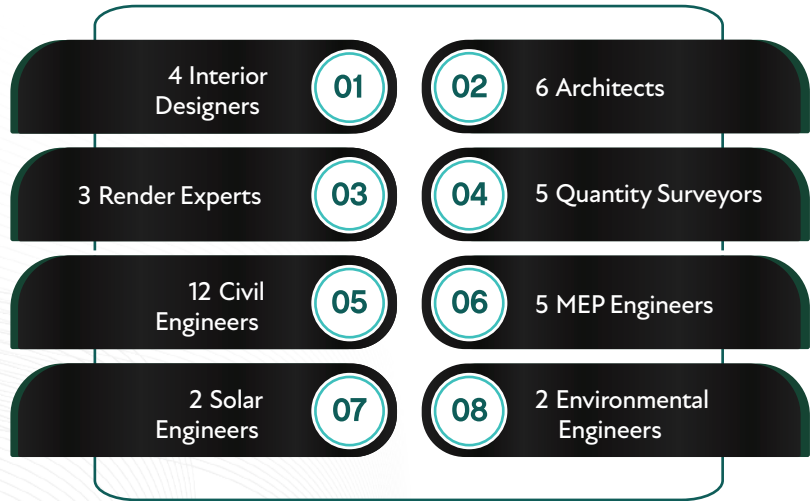 4 Interior
Designers
01
02
6 Architects
3 Render Experts
03
04
5 Quantity Surveyors
12 Civil
Engineers
05
06
5 MEP Engineers
2 Solar
Engineers
07
08
2 Environmental
Engineers